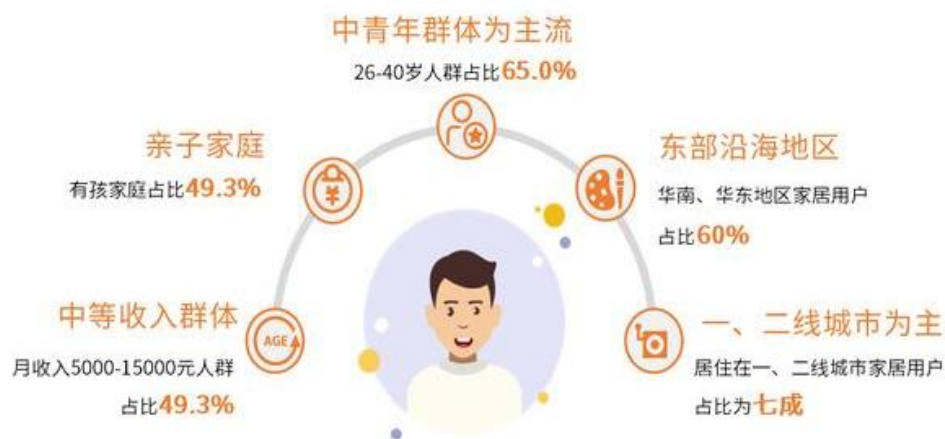 中青年群体为主流
26-40岁人群占比65.0%
亲子家庭
有孩家庭占比49.3%
东部沿海地区
华南、华东地区家居用户
占比60%
中等收入群体
月收入5000-15000元人群
占比49.3%
AGE
一、二线城市为主
居住在一、二线城市家居用户
占比为七成